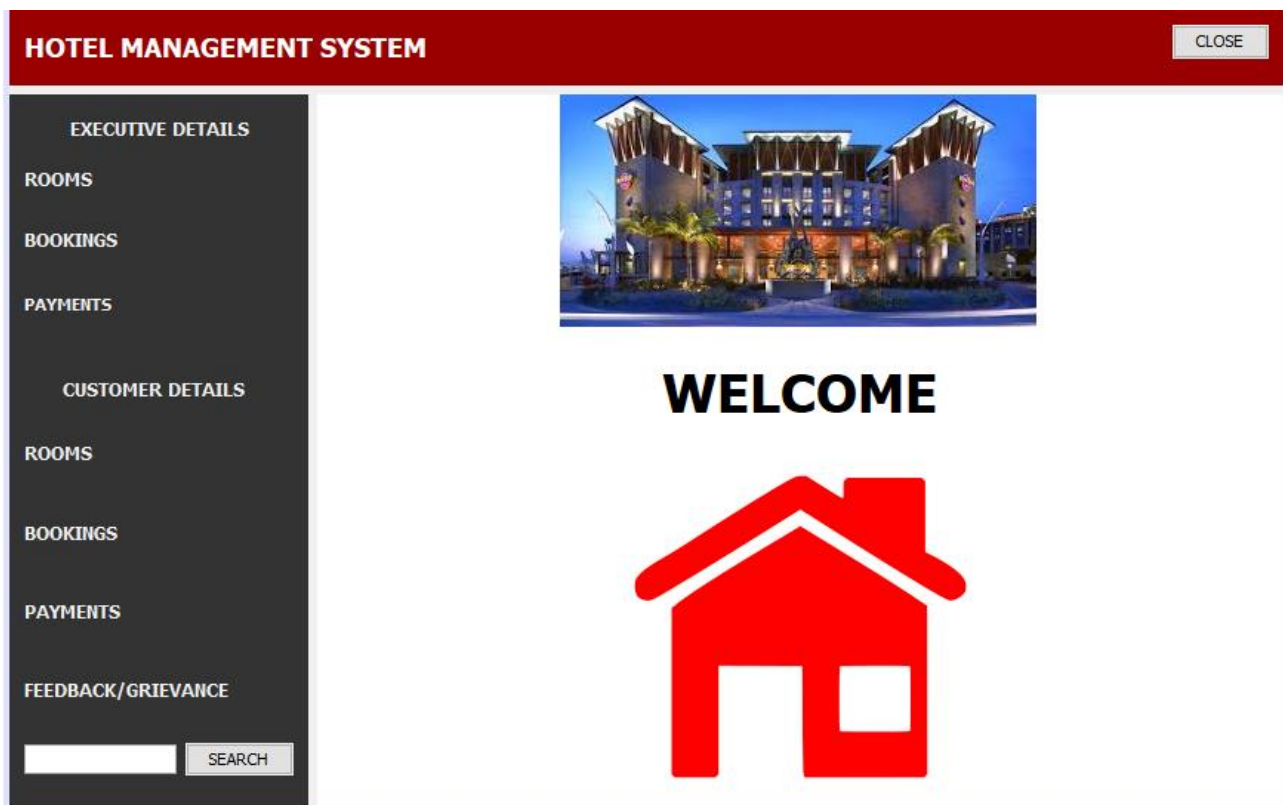 HOTEL MANAGEMENT SYSTEM
CLOSE
EXECUTIVE DETAILS
ROOMS
BOOKINGS
PAYMENTS
CUSTOMER DETAILS
ROOMS
BOOKINGS
PAYMENTS
FEEDBACK/GRIEVANCE
SEARCH
WELCOME